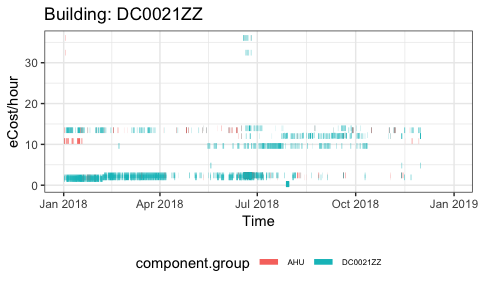 Building: DC0021ZZ
eCost/hour
30
20
10
0
Jan 2018 Apr 2018 Jul 2018 Oct 2018 Jan 2019
Time
component.group AHU DC0021ZZ